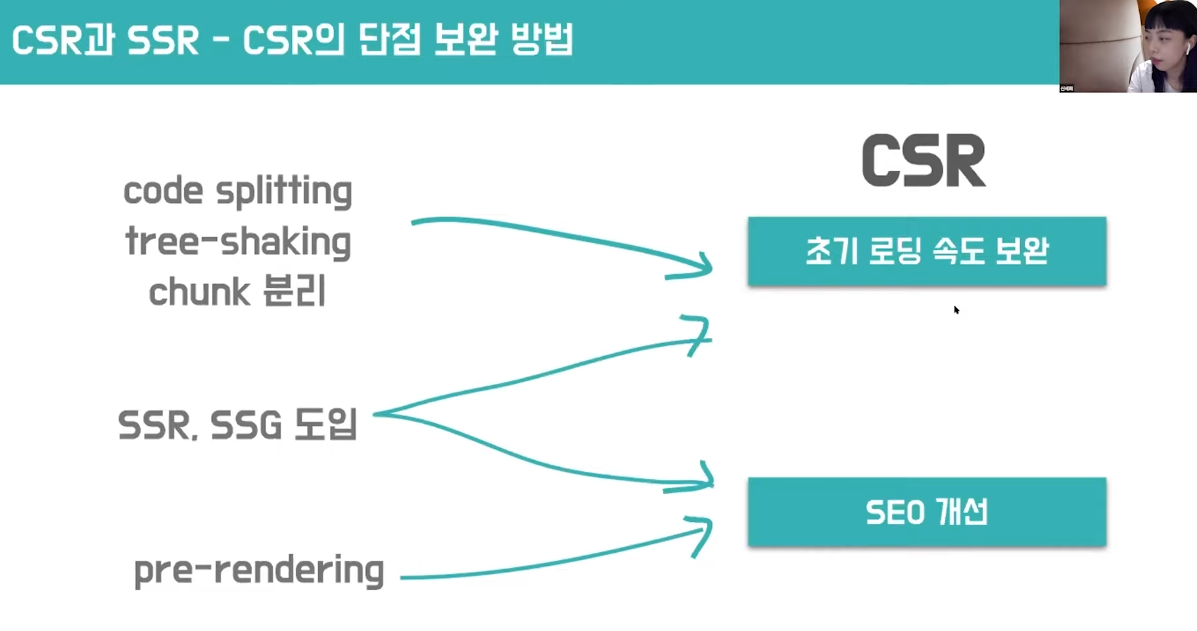 CSR과 SSR - CSR의 단점 보완 방법
CSR
code splitting
tree-shaking
chunk 분리
초기 로딩 속도 보완
SSR, SSG 도입
SEO 개선
pre-rendering